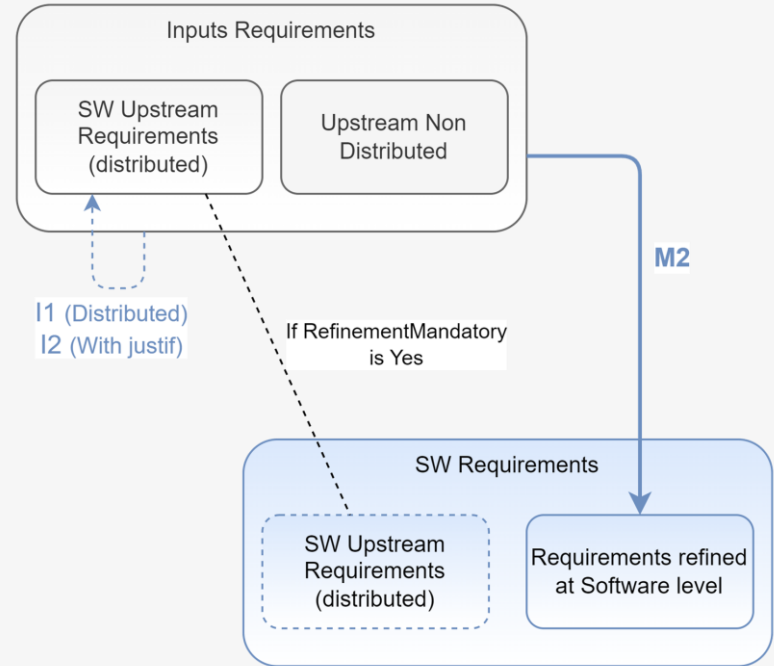 Inputs Requirements
SW Upstream
Requirements
(distributed)
Upstream Non
Distributed
M2
I1 (Distributed)
I2 (With justif)
If RefinementMandatory
is Yes
SW Requirements
SW Upstream
Requirements
(distributed)
Requirements refined
at Software level